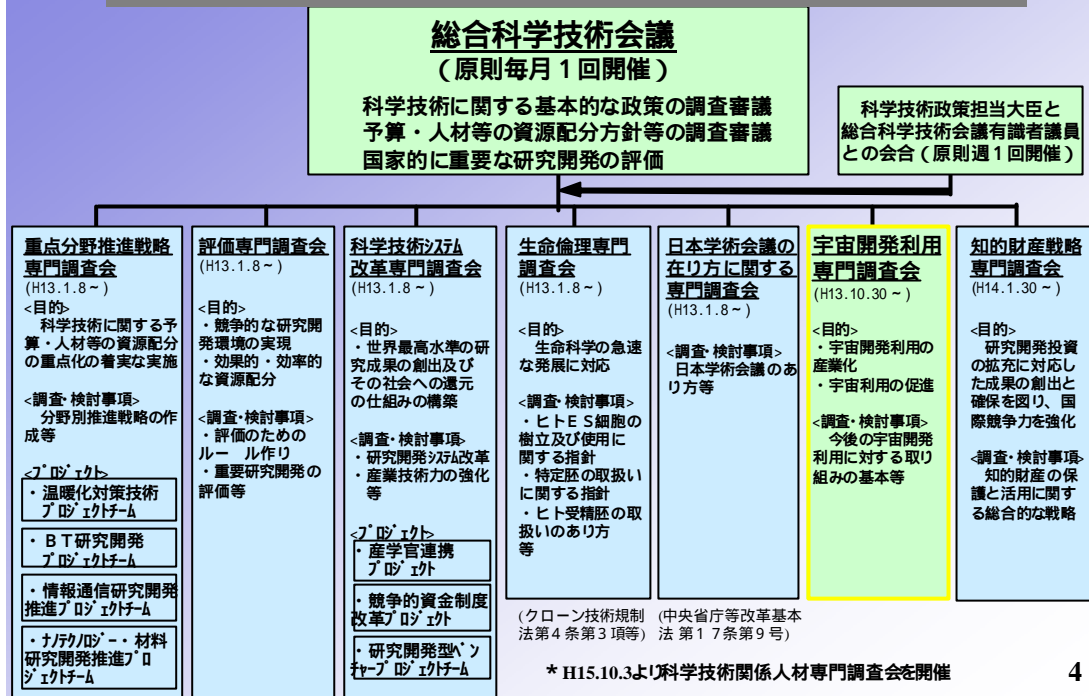 総合科学技術会議
(原則毎月1回開催)
科学技術に関する基本的な政策の調査審議
予算・人材等の資源配分方針等の調査審議
国家的に重要な研究開発の評価
科学技術政策担当大臣と
総合科学技術会議有識者議員
との会合(原則週1回開催)
重点分野推進戦略
専門調査会
(H13.1.8~)
<目的>
科学技術に関する予
算・人材等の資源配分
の重点化の着実な実施
<調査・検討事項>
分野別推進戦略の作
成等
<プロジェクト>
・温暖化対策技術
プロジェクトチーム
・BT研究開発
プロジェクトチーム
・情報通信研究開発
推進プロジェクトチーム
・ナノテクノロジー・材料
研究開発推進プロ
ジェクトチーム
評価専門調査会
(H13.1.8~)
<目的>
・競争的な研究開
発環境の実現
・効果的・効率的
な資源配分
<調査・検討事項>
・評価のための
ルール作り
・重要研究開発の
評価等
科学技術システム
改革専門調査会
(H13.1.8~)
<目的>
・世界最高水準の研
究成果の創出及び
その社会への還元
の仕組みの構築
<調査・検討事項>
・研究開発システム改革
・産業技術力の強化
等
<プロジェクト>
・産学官連携
プロジェクト
・競争的資金制度
改革プロジェクト
・研究開発型ベン
チャープロジェクトチーム
生命倫理専門
調査会
(H13.1.8~)
<目的>
生命科学の急速
な発展に対応
<調査・検討事項>
・ヒトES細胞の
樹立及び使用に
関する指針
・特定胚の取扱い
に関する指針
・ヒト受精胚の取
扱いのあり方
等
(クローン技術規制
法第4条第3項等)
日本学術会議の
在り方に関する
専門調査会
(H13.1.8~)
<調査・検討事項>
日本学術会議のあ
り方等
(中央省庁等改革基本
法 第17条第9号)
宇宙開発利用
専門調査会
(H13.10.30~)
<目的>
・宇宙開発利用の
産業化
・宇宙利用の促進
<調査・検討事項>
今後の宇宙開発
利用に対する取り
組みの基本等
知的財産戦略
専門調査会
(H14.1.30~)
<目的>
研究開発投資
の拡充に対応し
た成果の創出と
確保を図り、国
際競争力を強化
<調査・検討事項>
知的財産の保
護と活用に関す
る総合的な戦略
*H15.10.3より科学技術関係人材専門調査会を開催
4